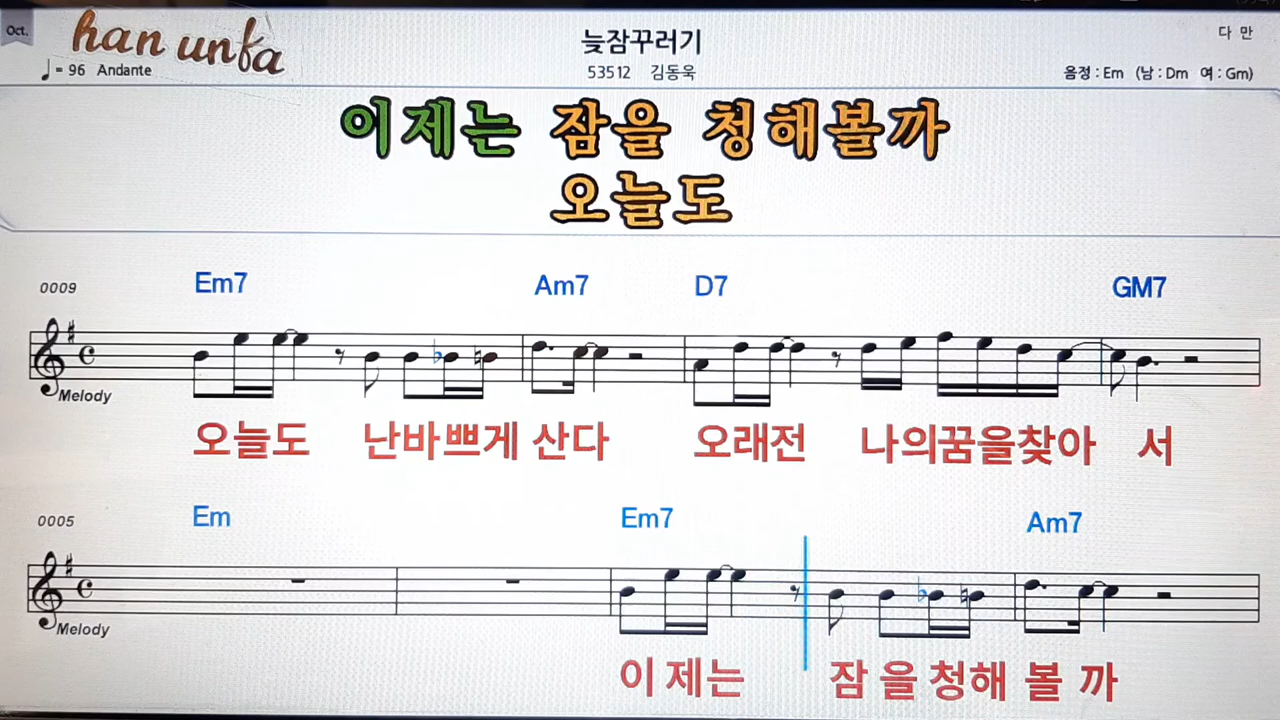 Oct.
han unfa
늦잠꾸러기
다 만
♩= 96 Andante
53512 김동욱
음정 : Em (남 : Dm 여 : Gm)
이제는 잠을 청해볼까
오늘도
0009
Em7 Am7 D7 GM7
Melody
오늘도 난바쁘게 산다 오래전 나의꿈을찾아 서
0005
Em Em7 Am7
Melody
이 제는 잠 을 청해 볼 까